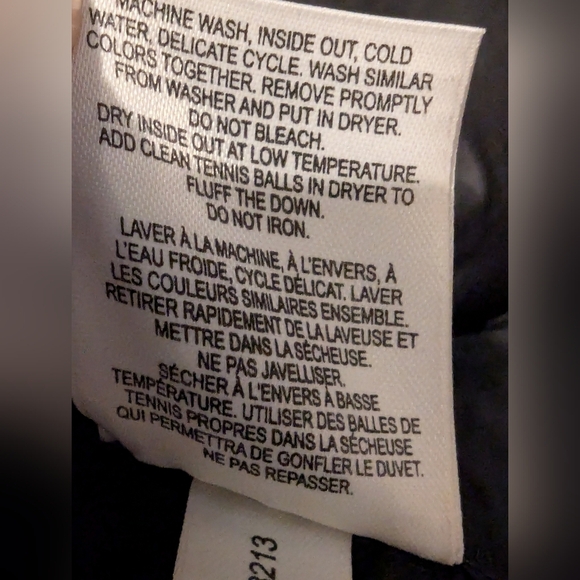 MACHINE WASH, INSIDE OUT, COLD
WATER, DELICATE CYCLE. WASH SIMILAR
COLORS TOGETHER. REMOVE PROMPTLY
FROM WASHER AND PUT IN DRYER.
DO NOT BLEACH.
DRY INSIDE OUT AT LOW TEMPERATURE.
ADD CLEAN TENNIS BALLS IN DRYER TO
FLUFF THE DOWN.
DO NOT IRON.
LAVER À LA MACHINE, À L'ENVERS, À
L'EAU FROIDE, CYCLE DÉLICAT. LAVER
LES COULEURS SIMILAIRES ENSEMBLE.
RETIRER RAPIDEMENT DE LA LAVEUSE ET
METTRE DANS LA SÉCHEUSE.
NE PAS JAVELLISER.
SÉCHER À L'ENVERS À BASSE
TEMPÉRATURE. UTILISER DES BALLES DE
TENNIS PROPRES DANS LA SÉCHEUSE
QUI PERMETTRA DE GONFLER LE DUVET.
NE PAS REPASSER.